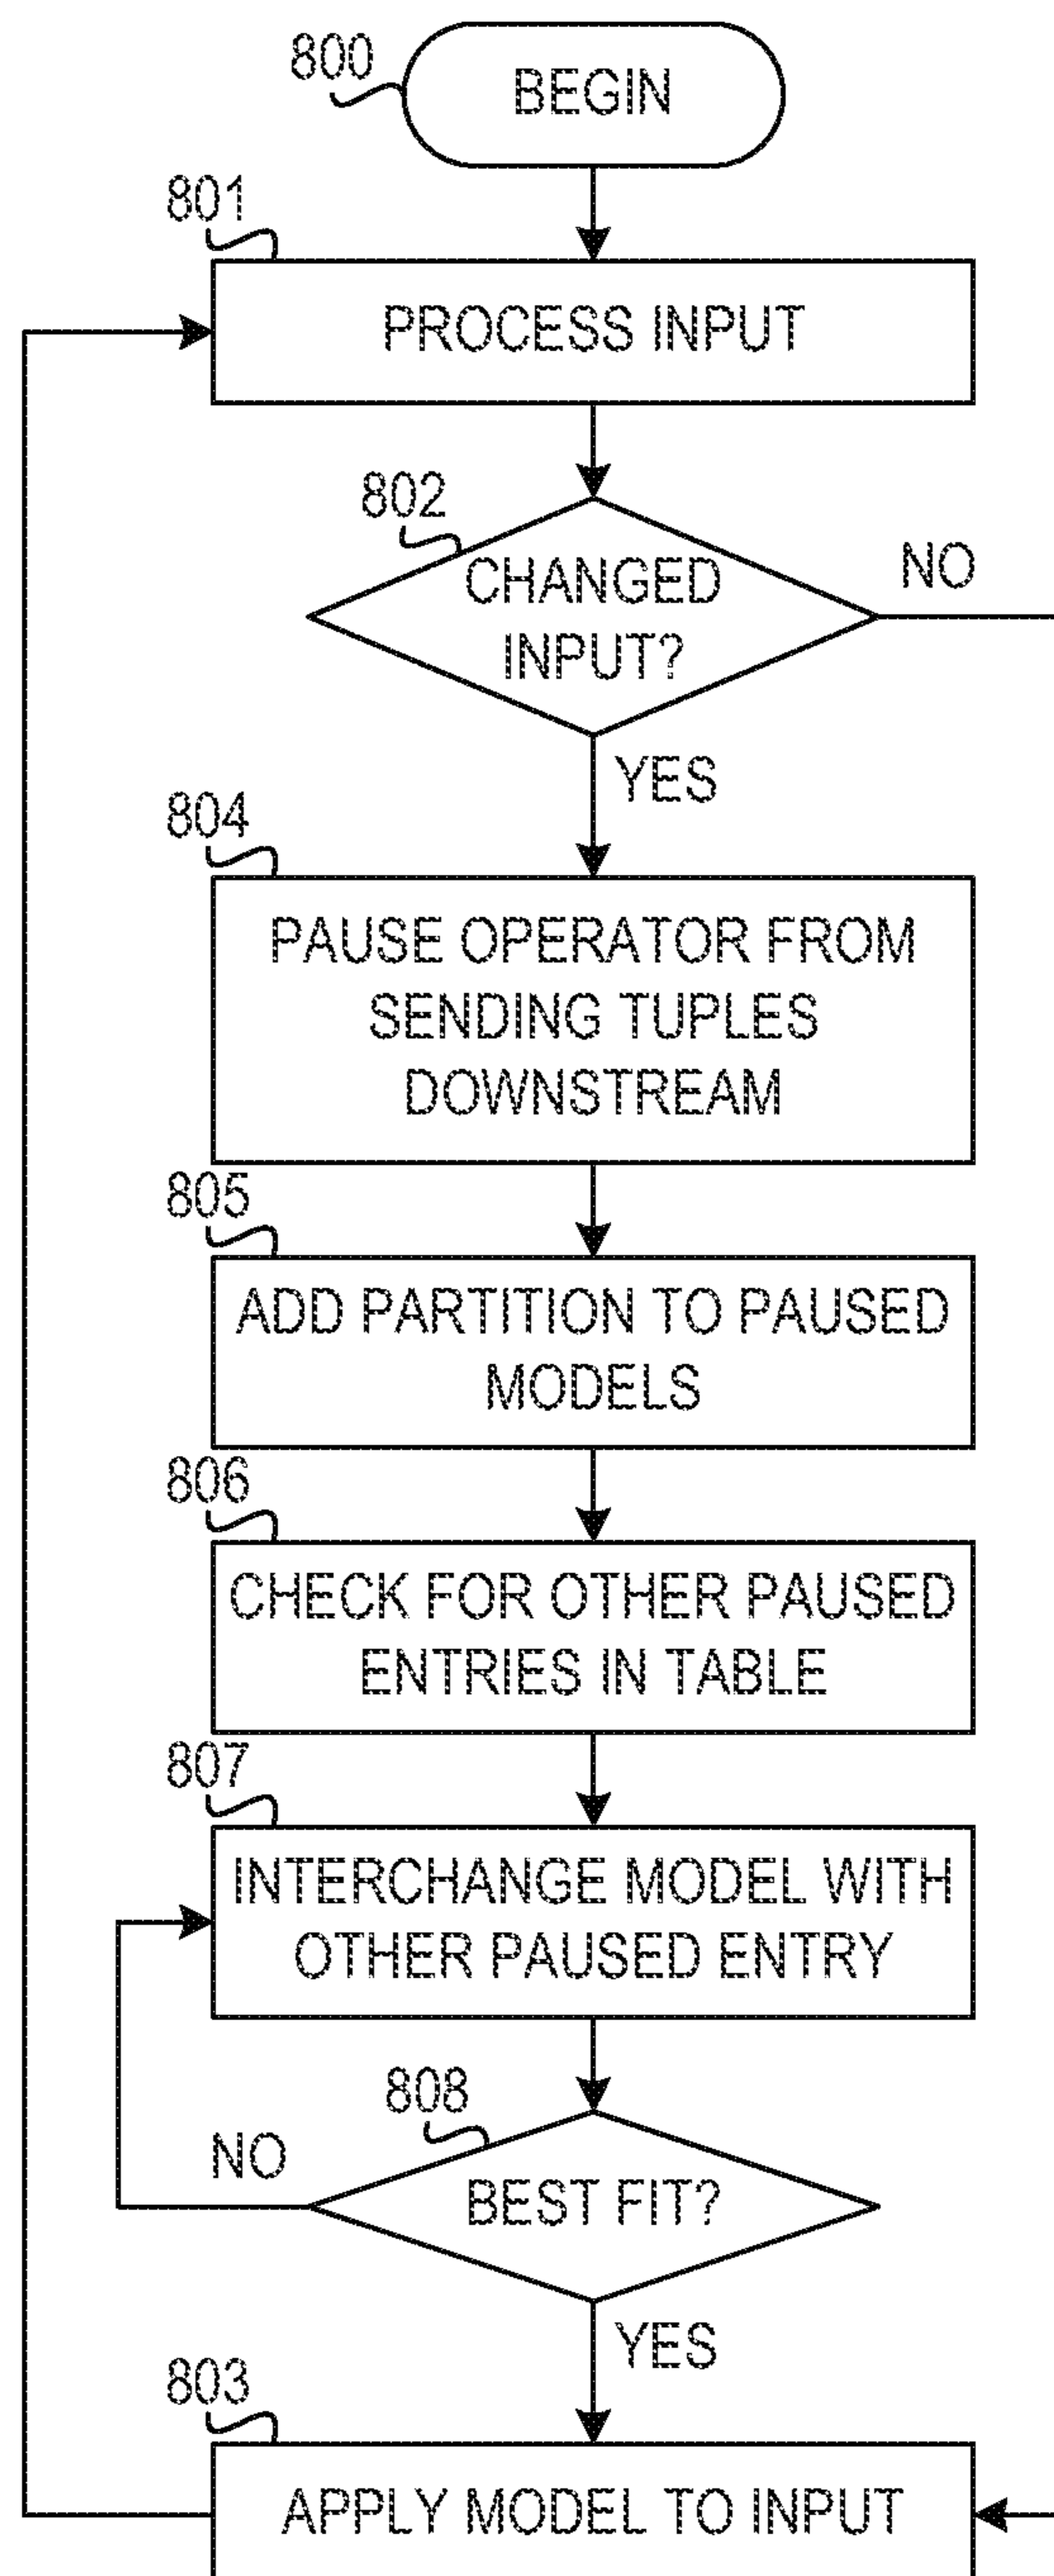 800
BEGIN
801
PROCESS INPUT
802
CHANGED
INPUT?
NO
YES
804
PAUSE OPERATOR FROM
SENDING TUPLES
DOWNSTREAM
805
ADD PARTITION TO PAUSED
MODELS
806
CHECK FOR OTHER PAUSED
ENTRIES IN TABLE
807
INTERCHANGE MODEL WITH
OTHER PAUSED ENTRY
808
NO
BEST FIT?
YES
803
APPLY MODEL TO INPUT